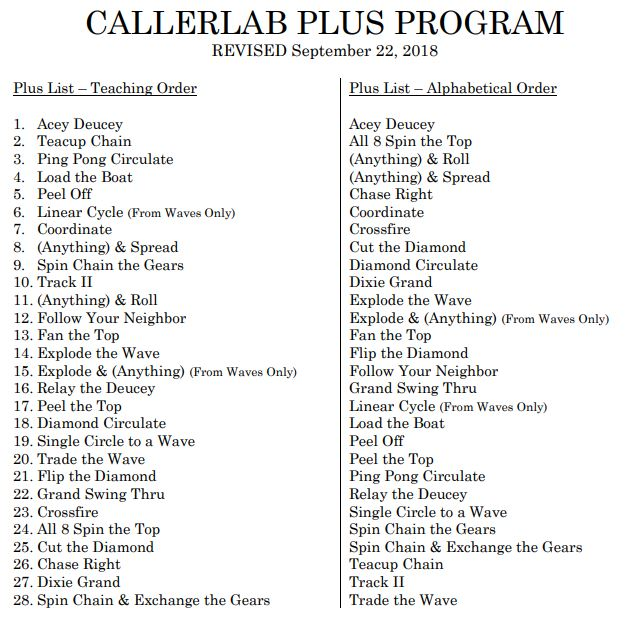 CALLERLAB PLUS PROGRAM
REVISED September 22, 2018
Plus List – Teaching Order
1. Acey Deucey
2. Teacup Chain
3. Ping Pong Circulate
4. Load the Boat
5. Peel Off
6. Linear Cycle (From Waves Only)
7. Coordinate
8. (Anything) & Spread
9. Spin Chain the Gears
10. Track II
11. (Anything) & Roll
12. Follow Your Neighbor
13. Fan the Top
14. Explode the Wave
15. Explode & (Anything) (From Waves Only)
16. Relay the Deucey
17. Peel the Top
18. Diamond Circulate
19. Single Circle to a Wave
20. Trade the Wave
21. Flip the Diamond
22. Grand Swing Thru
23. Crossfire
24. All 8 Spin the Top
25. Cut the Diamond
26. Chase Right
27. Dixie Grand
28. Spin Chain & Exchange the Gears
Plus List – Alphabetical Order
Acey Deucey
All 8 Spin the Top
(Anything) & Roll
(Anything) & Spread
Chase Right
Coordinate
Crossfire
Cut the Diamond
Diamond Circulate
Dixie Grand
Explode the Wave
Explode & (Anything) (From Waves Only)
Fan the Top
Flip the Diamond
Follow Your Neighbor
Grand Swing Thru
Linear Cycle (From Waves Only)
Load the Boat
Peel Off
Peel the Top
Ping Pong Circulate
Relay the Deucey
Single Circle to a Wave
Spin Chain the Gears
Spin Chain & Exchange the Gears
Teacup Chain
Track II
Trade the Wave